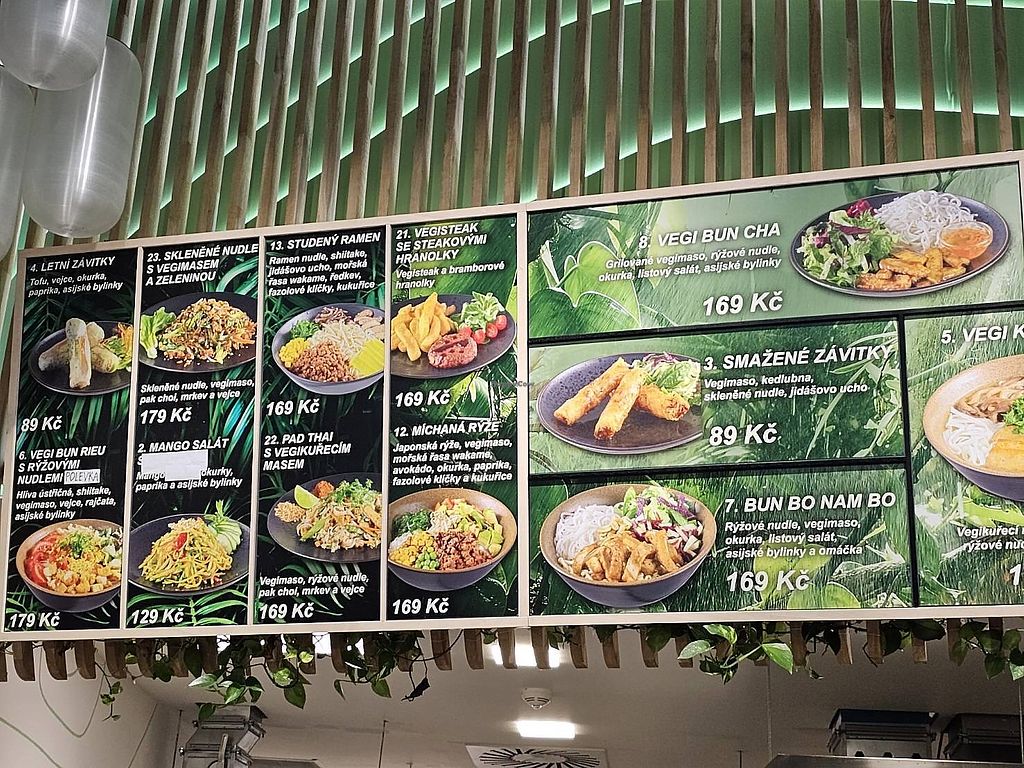 4. LETNÍ ZÁVITKY
Tofu, vejce, okurka,
paprika, asijské bylinky
89 Kč
6. VEGI BUN RIEU
S RÝŽOVÝMI
NUDLEMI POLEVKA
Hlíva ústřičná, shiitake,
vegimaso, vejce, rajčata,
asijské bylinky
179 Kč
23. SKLENĚNÉ NUDLE
S VEGIMASEM
A ZELENINOU
Skleněné nudle, vegimaso,
pak choi, mrkev a vejce
179 Kč
2. MANGO SALÁT
Mango, okurky,
paprika a asijské bylinky
129 Kč
13. STUDENÝ RAMEN
Ramen nudle, shiitake,
jidášovo ucho, mořská
řasa wakame, ředkev,
fazolové klíčky, kukuřice
169 Kč
22. PAD THAI
S VEGIKUŘECÍM
MASEM
Vegimaso, rýžové nudle,
pak choi, mrkev a vejce
169 Kč
21. VEGISTEAK
SE STEAKOVÝMI
HRANOLKY
Vegisteak a bramborové
hranolky
169 Kč
12. MÍCHANÁ RÝŽE
Japonská rýže, vegimaso,
mořská řasa wakame,
avokádo, okurka, paprika,
fazolové klíčky a kukuřice
169 Kč
8. VEGI BUN CHA
Grilované vegimaso, rýžové nudle,
okurka, listový salát, asijské bylinky
169 Kč
3. SMAŽENÉ ZÁVITKY
Vegimaso, kedlubna,
skleněné nudle, jidášovo ucho
89 Kč
7. BUN BO NAM BO
Rýžové nudle, vegimaso,
okurka, listový salát,
asijské bylinky a omáčka
169 Kč
5. VEGI
Vegikuřecí
rýžové